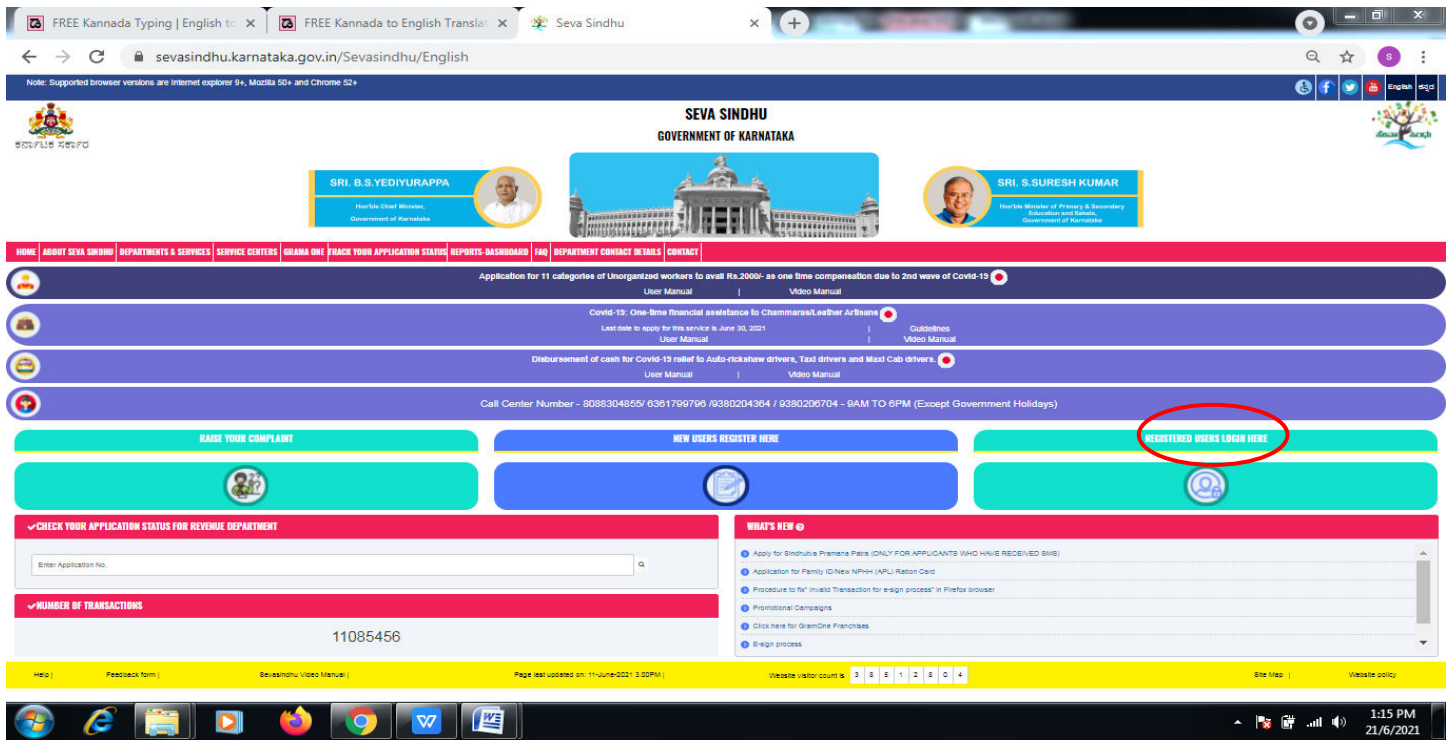 FREE Kannada Typing | English to
FREE Kannada to English Translat
Seva Sindhu
sevasindhu.karnataka.gov.in/Sevasindhu/English
S
Note: Supported browser versions are Internet explorer 9+, Mozilla 50+ and Chrome 52+
English ಕನ್ನಡ
ಕರ್ನಾಟಕ ಸರ್ಕಾರ
SEVA SINDHU
GOVERNMENT OF KARNATAKA
SRI. B.S.YEDIYURAPPA
Hon'ble Chief Minister,
Government of Karnataka
SRI. S.SURESH KUMAR
Hon'ble Minister of Primary & Secondary
Education and Sakala,
Government of Karnataka
HOME ABOUT SEVA SINDHU DEPARTMENTS & SERVICES SERVICE CENTERS GRAMA ONE TRACK YOUR APPLICATION STATUS REPORTS-DASHBOARD FAQ DEPARTMENT CONTACT DETAILS CONTACT
Application for 11 categories of Unorganized workers to avail Rs.2000/- as one time compensation due to 2nd wave of Covid-19
User Manual | Video Manual
Covid-19: One-time financial assistance to Chammaras/Leather Artisans
Last date to apply for this service is June 30, 2021 | Guidelines
User Manual | Video Manual
Disbursement of cash for Covid-19 relief to Auto-rickshaw drivers, Taxi drivers and Maxi Cab drivers.
User Manual | Video Manual
Call Center Number - 8088304855/ 6361799796 /9380204364 / 9380206704 - 9AM TO 6PM (Except Government Holidays)
RAISE YOUR COMPLAINT
NEW USERS REGISTER HERE
REGISTERED USERS LOGIN HERE
CHECK YOUR APPLICATION STATUS FOR REVENUE DEPARTMENT
Enter Application No.
NUMBER OF TRANSACTIONS
11085456
WHAT'S NEW
Apply for Sindhutva Pramana Patra (ONLY FOR APPLICANTS WHO HAVE RECEIVED SMS)
Application for Family ID/New NPHH (APL) Ration Card
Procedure to fix" Invalid Transaction for e-sign process" in Firefox browser
Promotional Campaigns
Click here for GramOne Franchises
E-sign process
Help | Feedback form | Sevasindhu Video Manual | Page last updated on: 11-June-2021 3.00PM | Website visitor count is 3 8 5 1 2 8 0 4 Site Map | Website policy
1:15 PM
21/6/2021